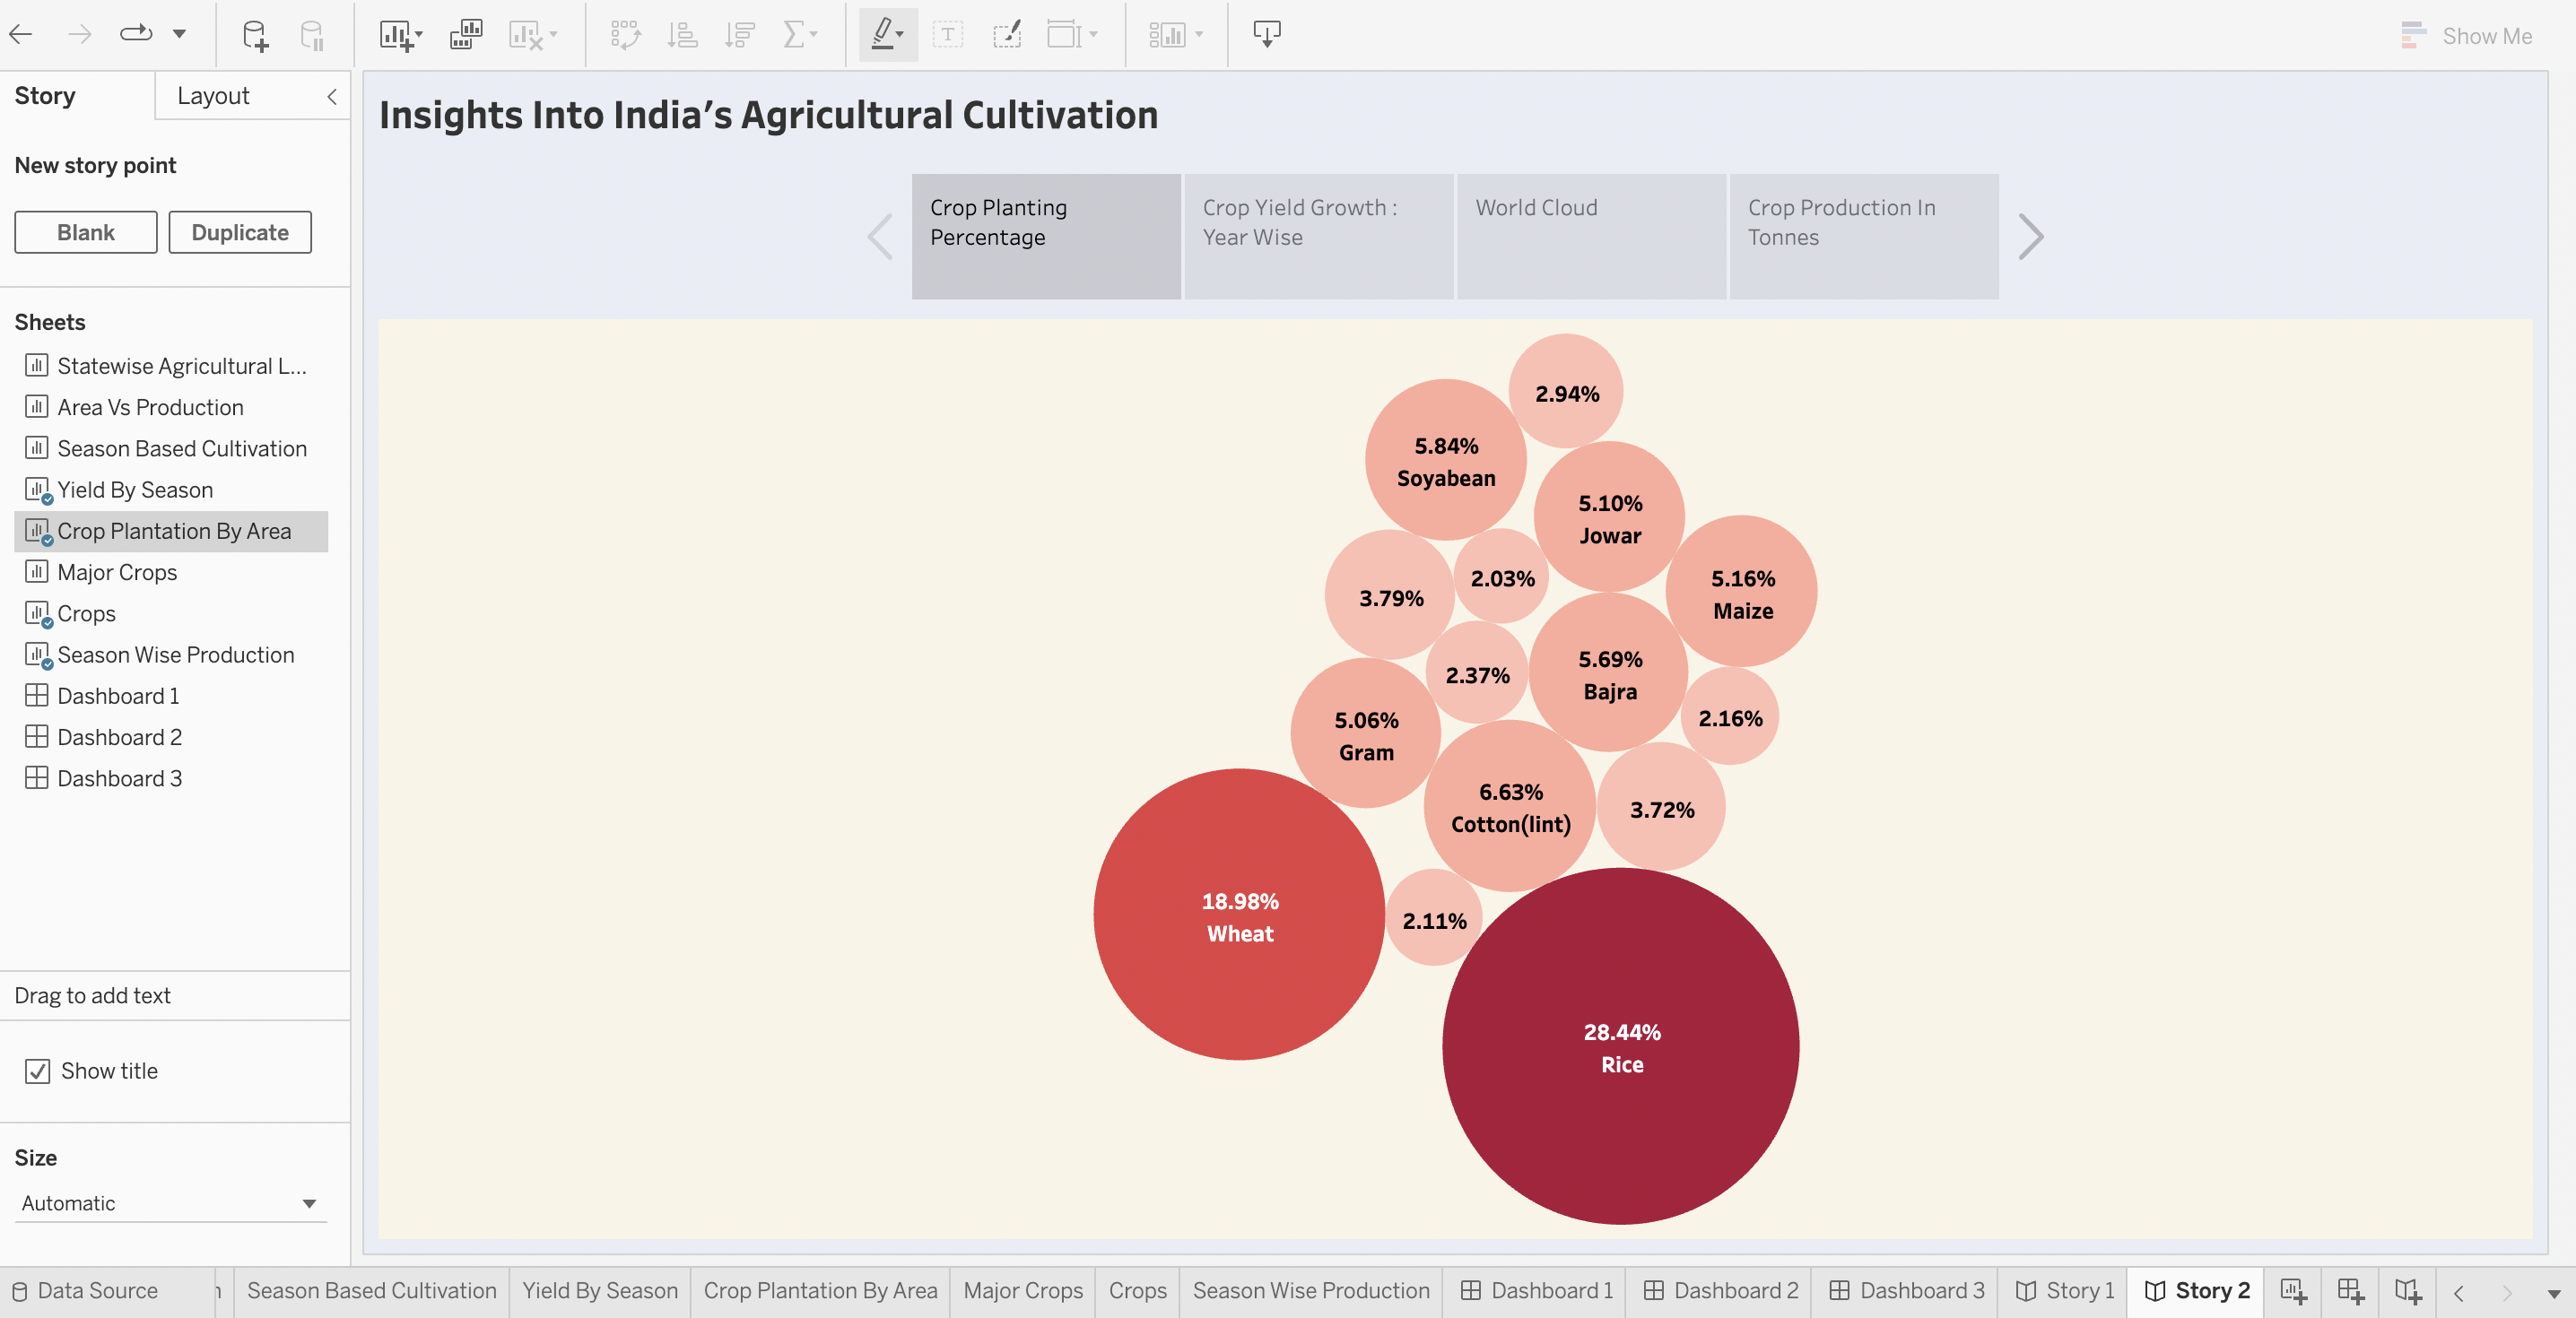 Show Me
Story
Layout
New story point
Blank
Duplicate
Sheets
Statewise Agricultural L...
Area Vs Production
Season Based Cultivation
Yield By Season
Crop Plantation By Area
Major Crops
Crops
Season Wise Production
Dashboard 1
Dashboard 2
Dashboard 3
Drag to add text
Show title
Size
Automatic
Insights Into India’s Agricultural Cultivation
Crop Planting
Percentage
Crop Yield Growth :
Year Wise
World Cloud
Crop Production In
Tonnes
2.94%
5.84%
Soyabean
5.10%
Jowar
2.03%
5.16%
Maize
3.79%
5.69%
Bajra
2.37%
2.16%
5.06%
Gram
6.63%
Cotton(lint)
3.72%
18.98%
Wheat
2.11%
28.44%
Rice
Data Source
Season Based Cultivation
Yield By Season
Crop Plantation By Area
Major Crops
Crops
Season Wise Production
Dashboard 1
Dashboard 2
Dashboard 3
Story 1
Story 2